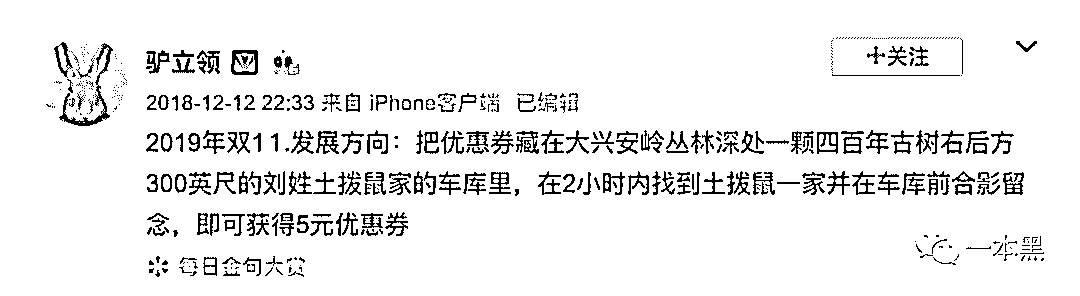 驴立领
+关注
2018-12-12 22:33 来自 iPhone客户端 已编辑
2019年双11.发展方向：把优惠券藏在大兴安岭丛林深处一颗四百年古树右后方
300英尺的刘姓土拨鼠家的车库里，在2小时内找到土拨鼠一家并在车库前合影留
念，即可获得5元优惠券
每日金句大赏
一本黑